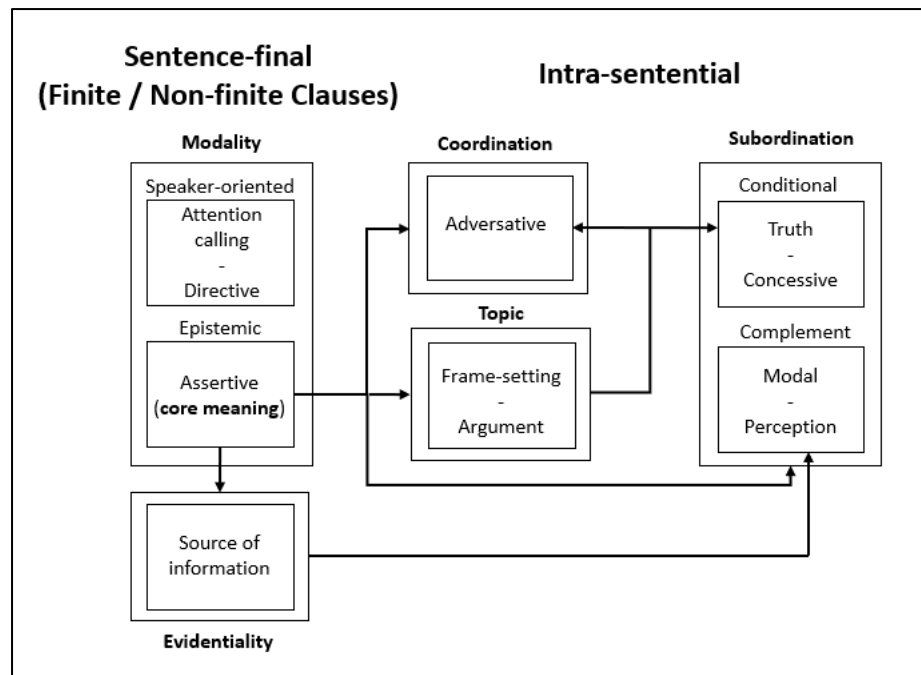 Sentence-final
(Finite / Non-finite Clauses)
Intra-sentential
Modality
Speaker-oriented
Attention
calling
-
Directive
Epistemic
Assertive
(core meaning)
Source of
information
Evidentiality
Coordination
Adversative
Topic
Frame-setting
-
Argument
Subordination
Conditional
Truth
-
Concessive
Complement
Modal
-
Perception